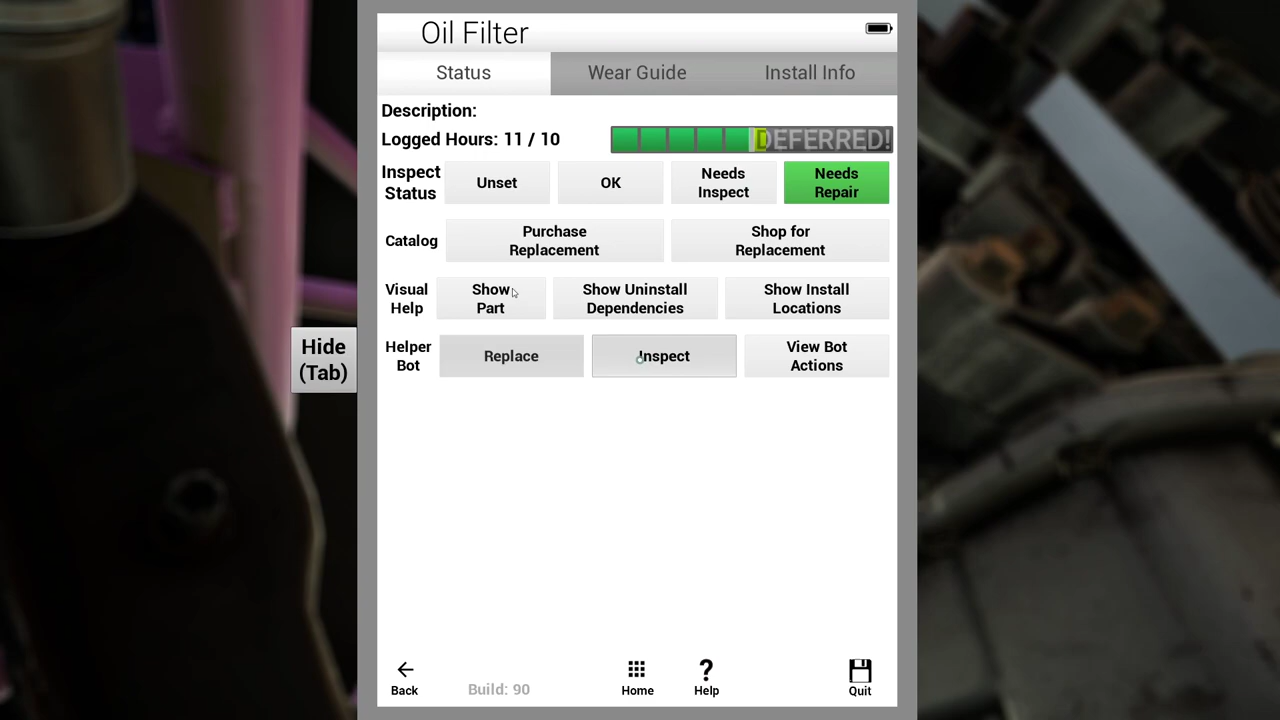 Oil Filter
Status
Wear Guide
Install Info
Description:
Logged Hours: 11 / 10
DEFERRED!
Inspect
Status
Unset
OK
Needs
Inspect
Needs
Repair
Catalog
Purchase
Replacement
Shop for
Replacement
Visual
Help
Show
Part
Show Uninstall
Dependencies
Show Install
Locations
Hide
(Tab)
Helper
Bot
Replace
Inspect
View Bot
Actions
Back
Build: 90
Home
Help
Quit